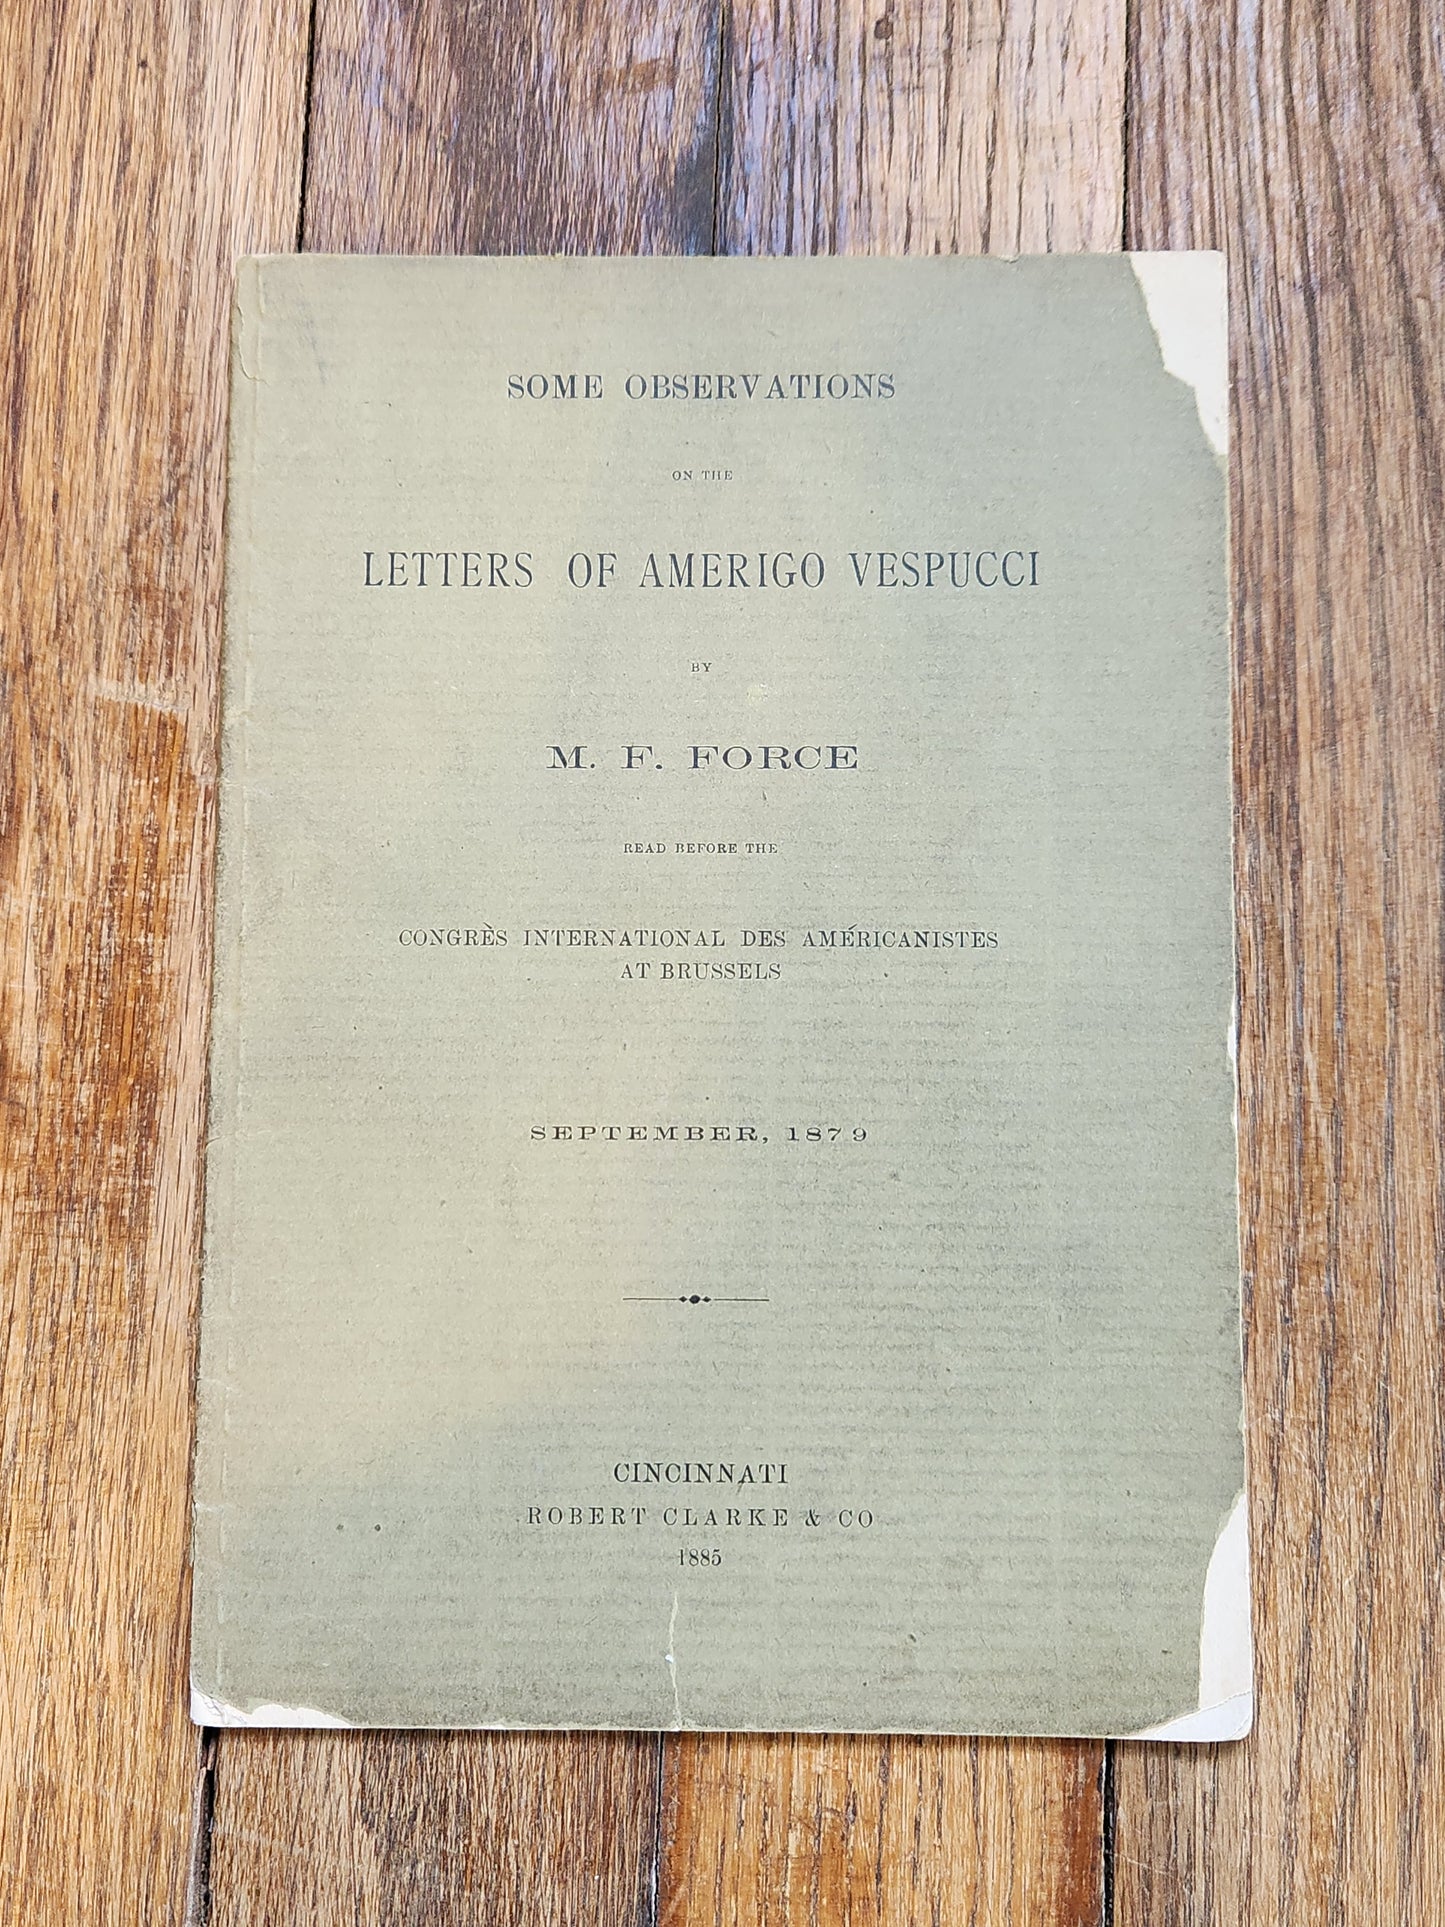 SOME OBSERVATIONS
ON THE
LETTERS OF AMERIGO VESPUCCI
BY
M. F. FORCE
READ BEFORE THE
CONGRÈS INTERNATIONAL DES AMÉRICANISTES
AT BRUSSELS
SEPTEMBER, 1879
CINCINNATI
ROBERT CLARKE & CO
1885